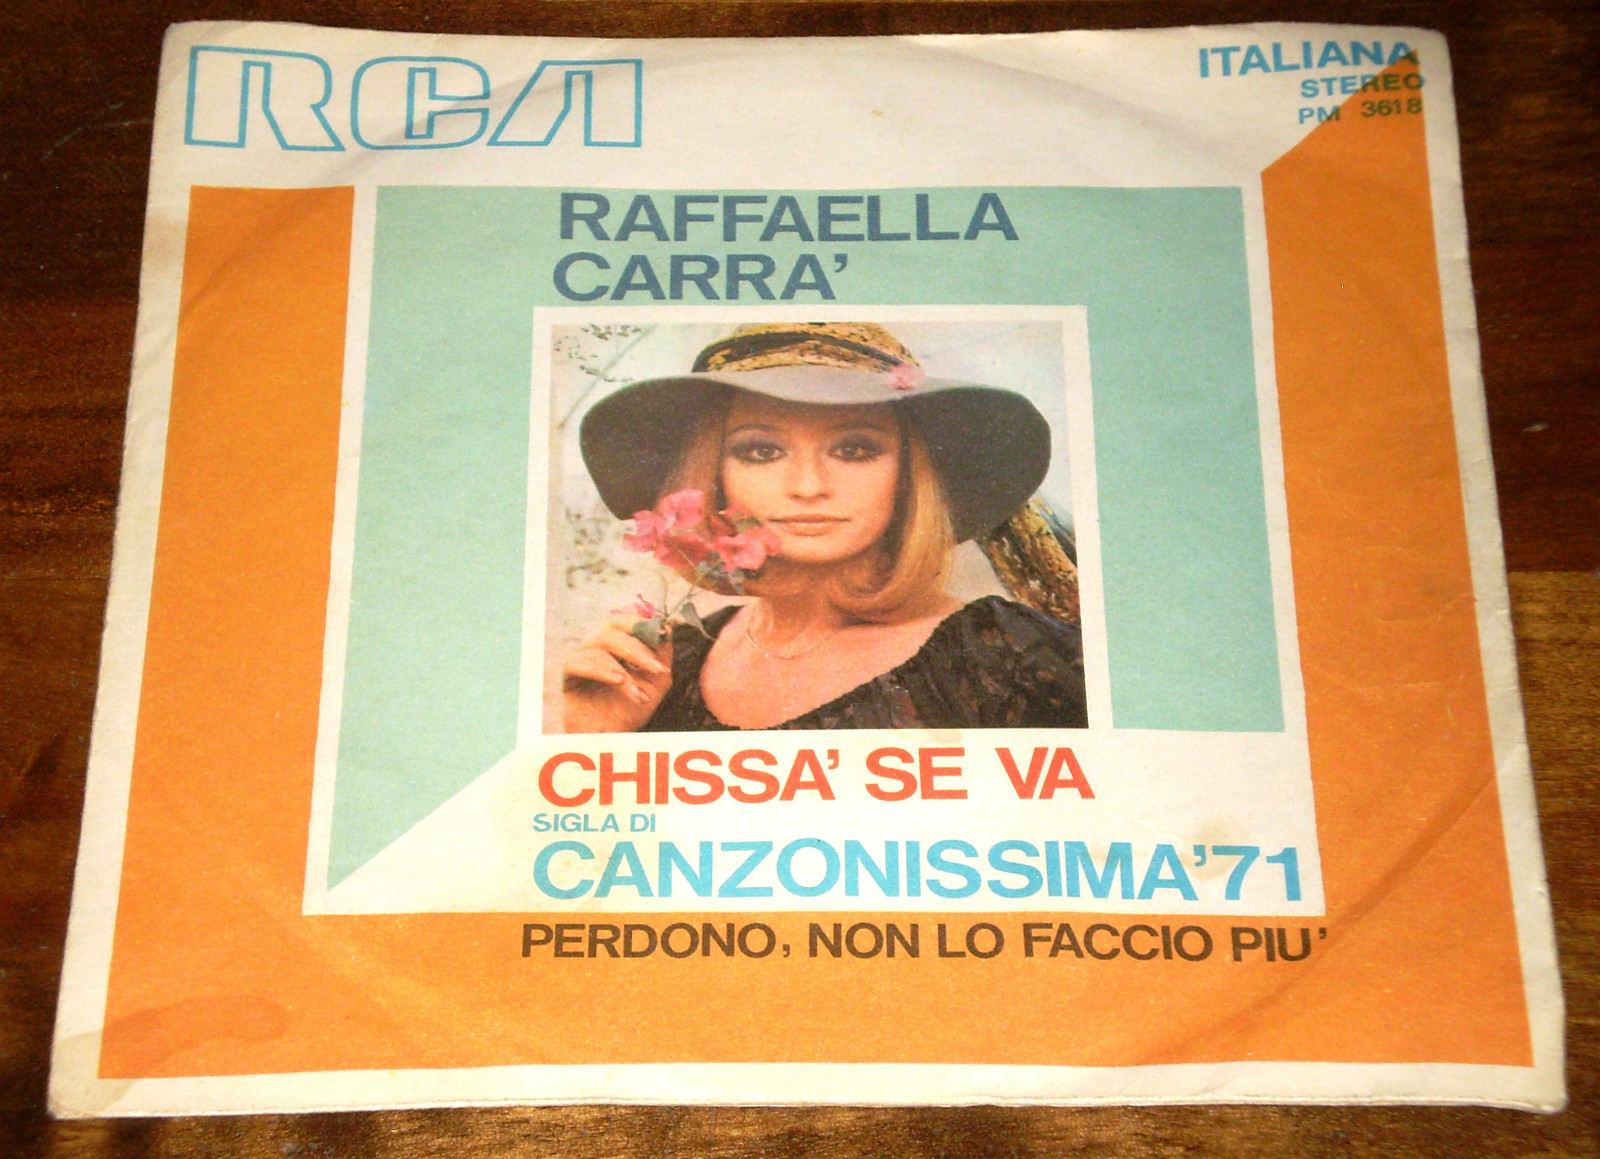 RCA
ITALIANA
STEREO
PM 3618
RAFFAELLA
CARRA'
CHISSA' SE VA
SIGLA DI
CANZONISSIMA '71
PERDONO, NON LO FACCIO PIU'